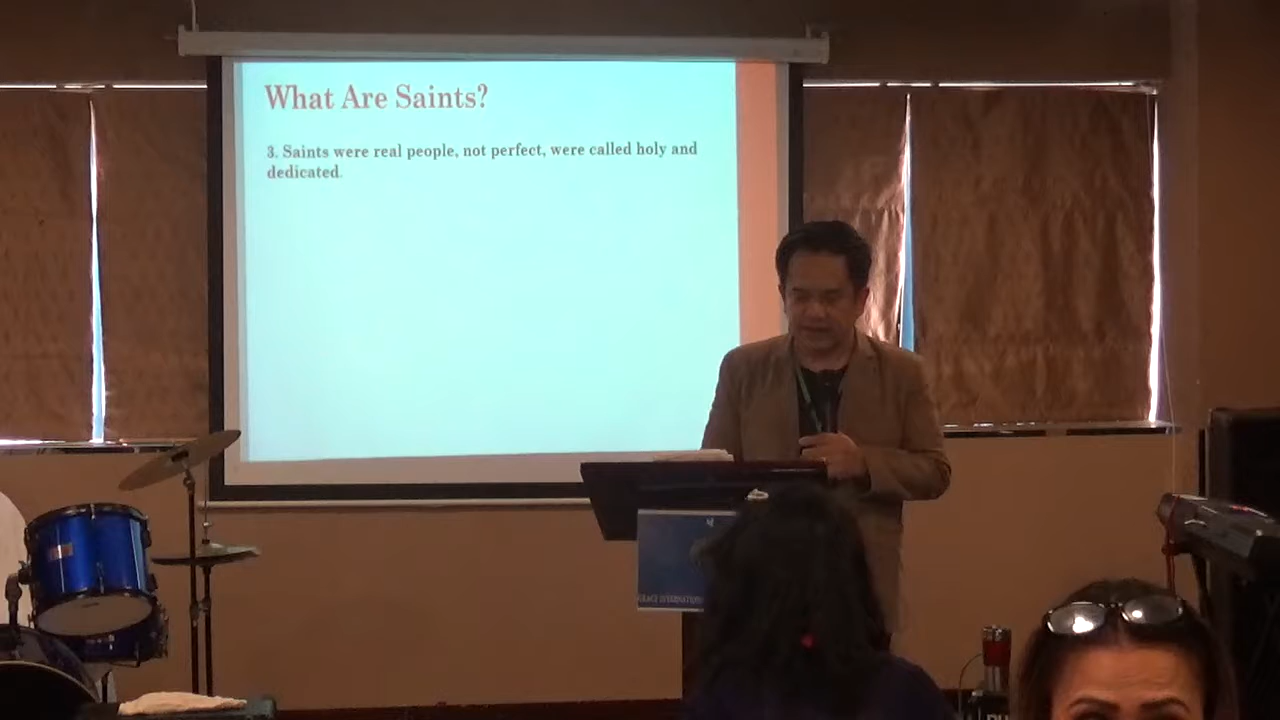 What Are Saints?
3. Saints were real people, not perfect, were called holy and
dedicated.